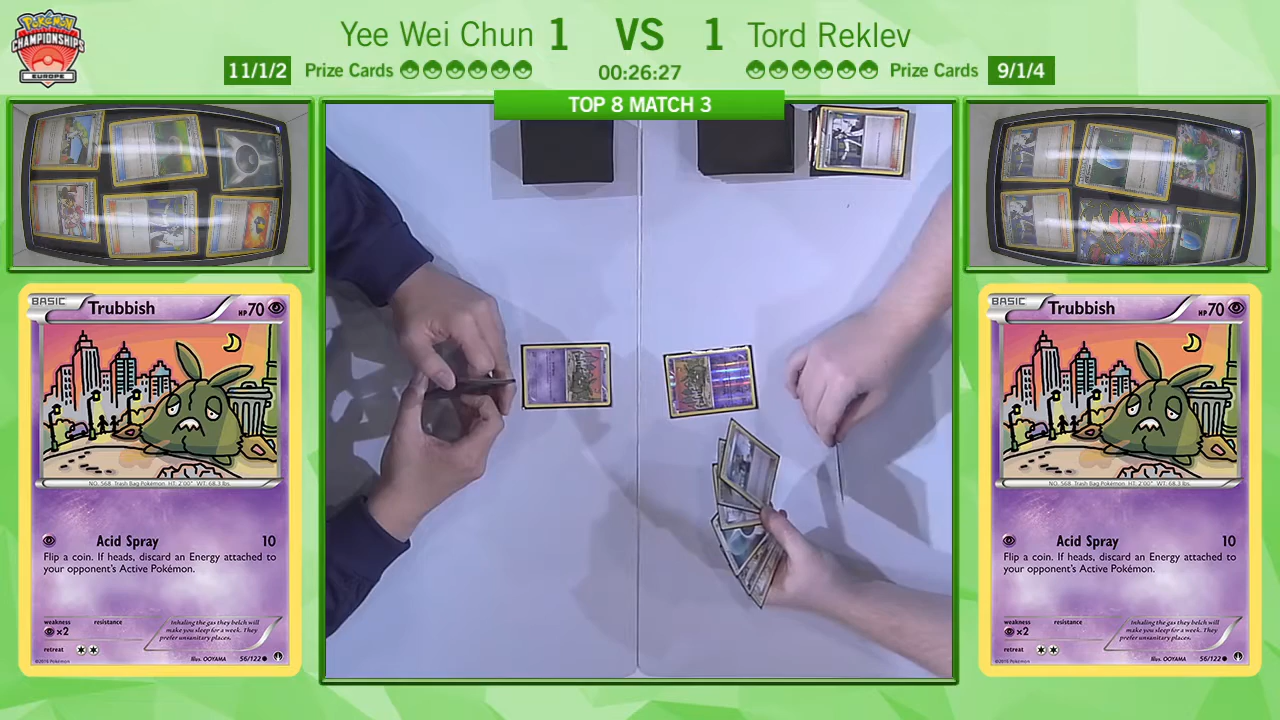 Pokémon
CHAMPIONSHIPS
EUROPE
Yee Wei Chun 1 VS 1 Tord Reklev
11/1/2 Prize Cards 00:26:27 Prize Cards 9/1/4
TOP 8 MATCH 3
BASIC
Trubbish HP70
NO. 568 Trash Bag Pokémon HT. 2'00" WT. 68.3 lbs.
Acid Spray 10
Flip a coin. If heads, discard an Energy attached to
your opponent's Active Pokémon.
weakness resistance
×2
retreat
Inhaling the gas they belch will
make you sleep for a week. They
prefer unsanitary places.
©2016 Pokémon Illus. OOYAMA 56/122
BASIC
Trubbish HP70
NO. 568 Trash Bag Pokémon HT. 2'00" WT. 68.3 lbs.
Acid Spray 10
Flip a coin. If heads, discard an Energy attached to
your opponent's Active Pokémon.
weakness resistance
×2
retreat
Inhaling the gas they belch will
make you sleep for a week. They
prefer unsanitary places.
©2016 Pokémon Illus. OOYAMA 56/122